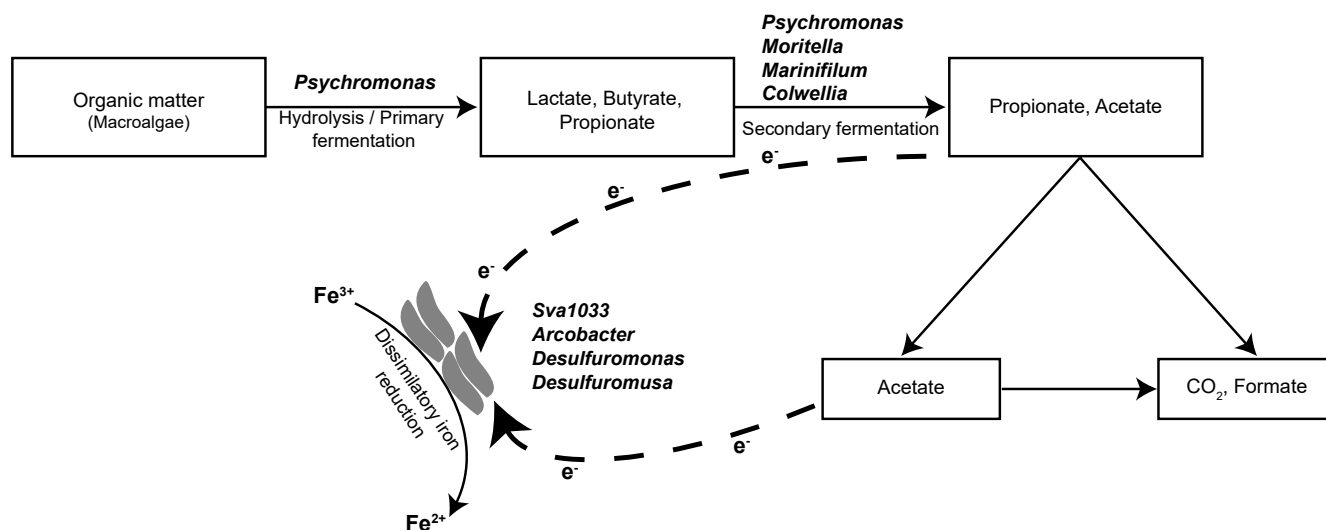 Organic matter
(Macroalgae)
Psychromonas
Hydrolysis / Primary
fermentation
Lactate, Butyrate,
Propionate
Psychromonas
Moritella
Marinifilum
Colwellia
Secondary fermentation
Propionate, Acetate
e⁻
e⁻
e⁻
Fe³⁺
Dissimilatory iron
reduction
Fe²⁺
Sva1033
Arcobacter
Desulfuromonas
Desulfuromusa
Acetate
CO₂, Formate
e⁻
e⁻